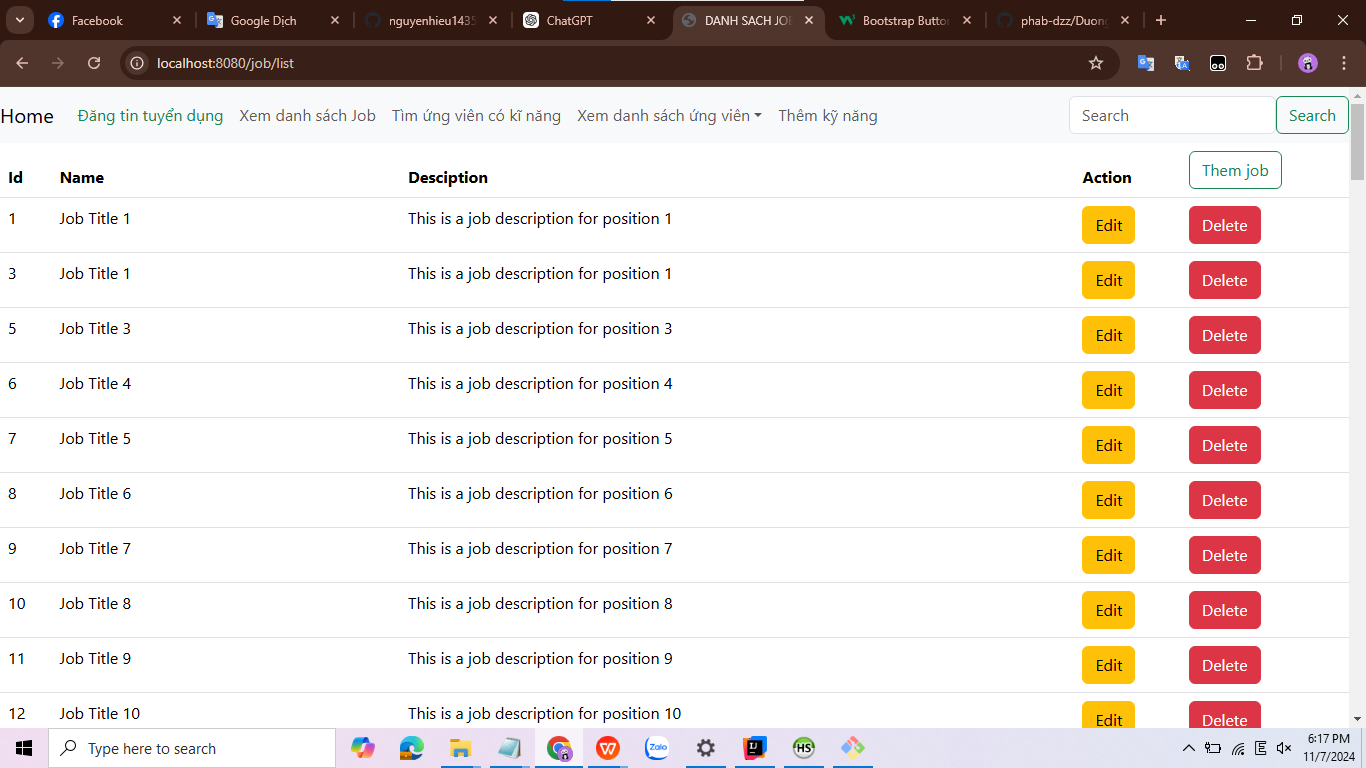 Facebook
Google Dịch
nguyenhieu1435
ChatGPT
DANH SACH JOB
Bootstrap Button
phab-dzz/Duong
localhost:8080/job/list
Home Đăng tin tuyển dụng Xem danh sách Job Tìm ứng viên có kĩ năng Xem danh sách ứng viên Thêm kỹ năng Search Search
Id Name Desciption Action Them job
1 Job Title 1 This is a job description for position 1 Edit Delete
3 Job Title 1 This is a job description for position 1 Edit Delete
5 Job Title 3 This is a job description for position 3 Edit Delete
6 Job Title 4 This is a job description for position 4 Edit Delete
7 Job Title 5 This is a job description for position 5 Edit Delete
8 Job Title 6 This is a job description for position 6 Edit Delete
9 Job Title 7 This is a job description for position 7 Edit Delete
10 Job Title 8 This is a job description for position 8 Edit Delete
11 Job Title 9 This is a job description for position 9 Edit Delete
12 Job Title 10 This is a job description for position 10 Edit Delete
Type here to search
Zalo
HS
6:17 PM
11/7/2024